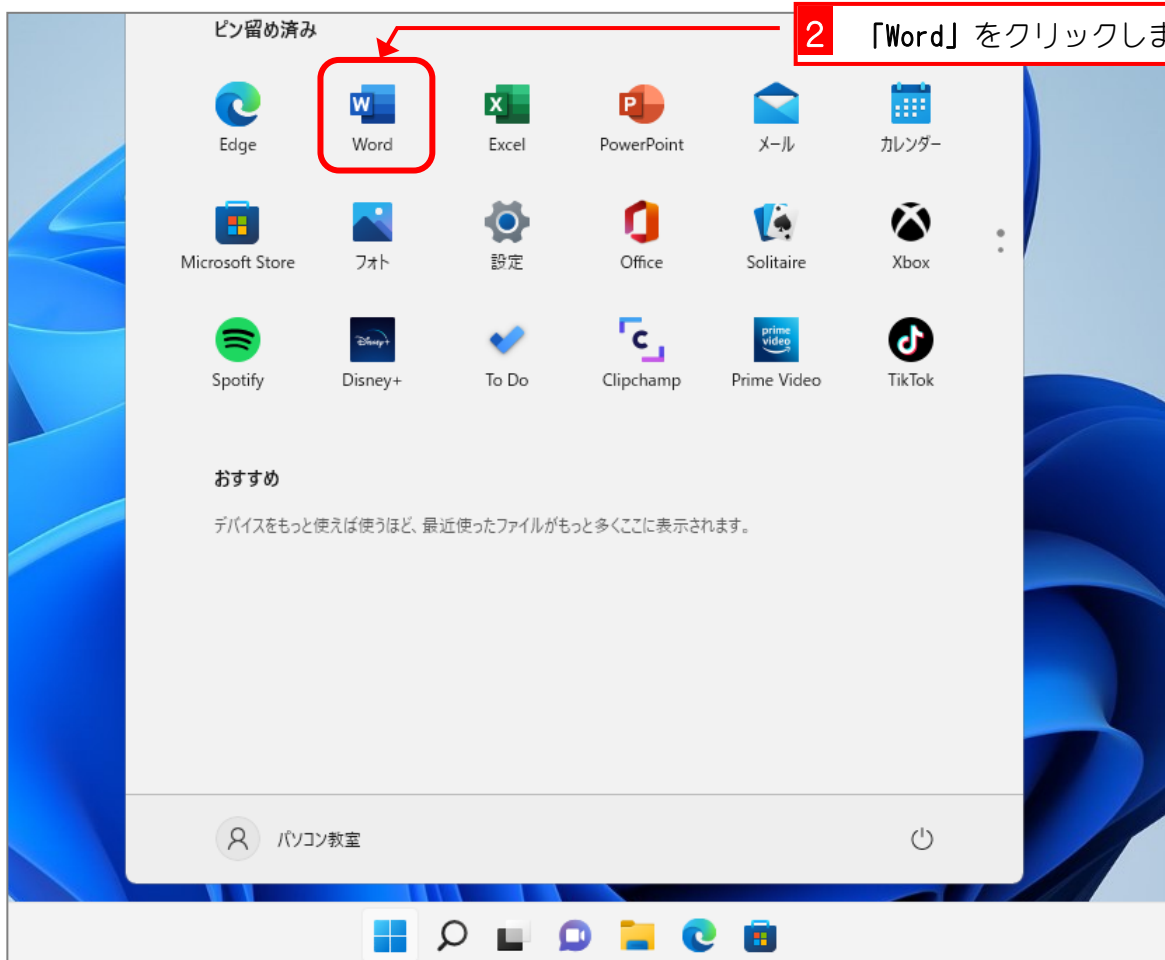 ピン留め済み
2 「Word」をクリックしま
Edge Word Excel PowerPoint メール カレンダー
Microsoft Store フォト 設定 Office Solitaire Xbox
Disney+ prime video
Spotify Disney+ To Do Clipchamp Prime Video TikTok
おすすめ
デバイスをもっと使えば使うほど、最近使ったファイルがもっと多くここに表示されます。
パソコン教室